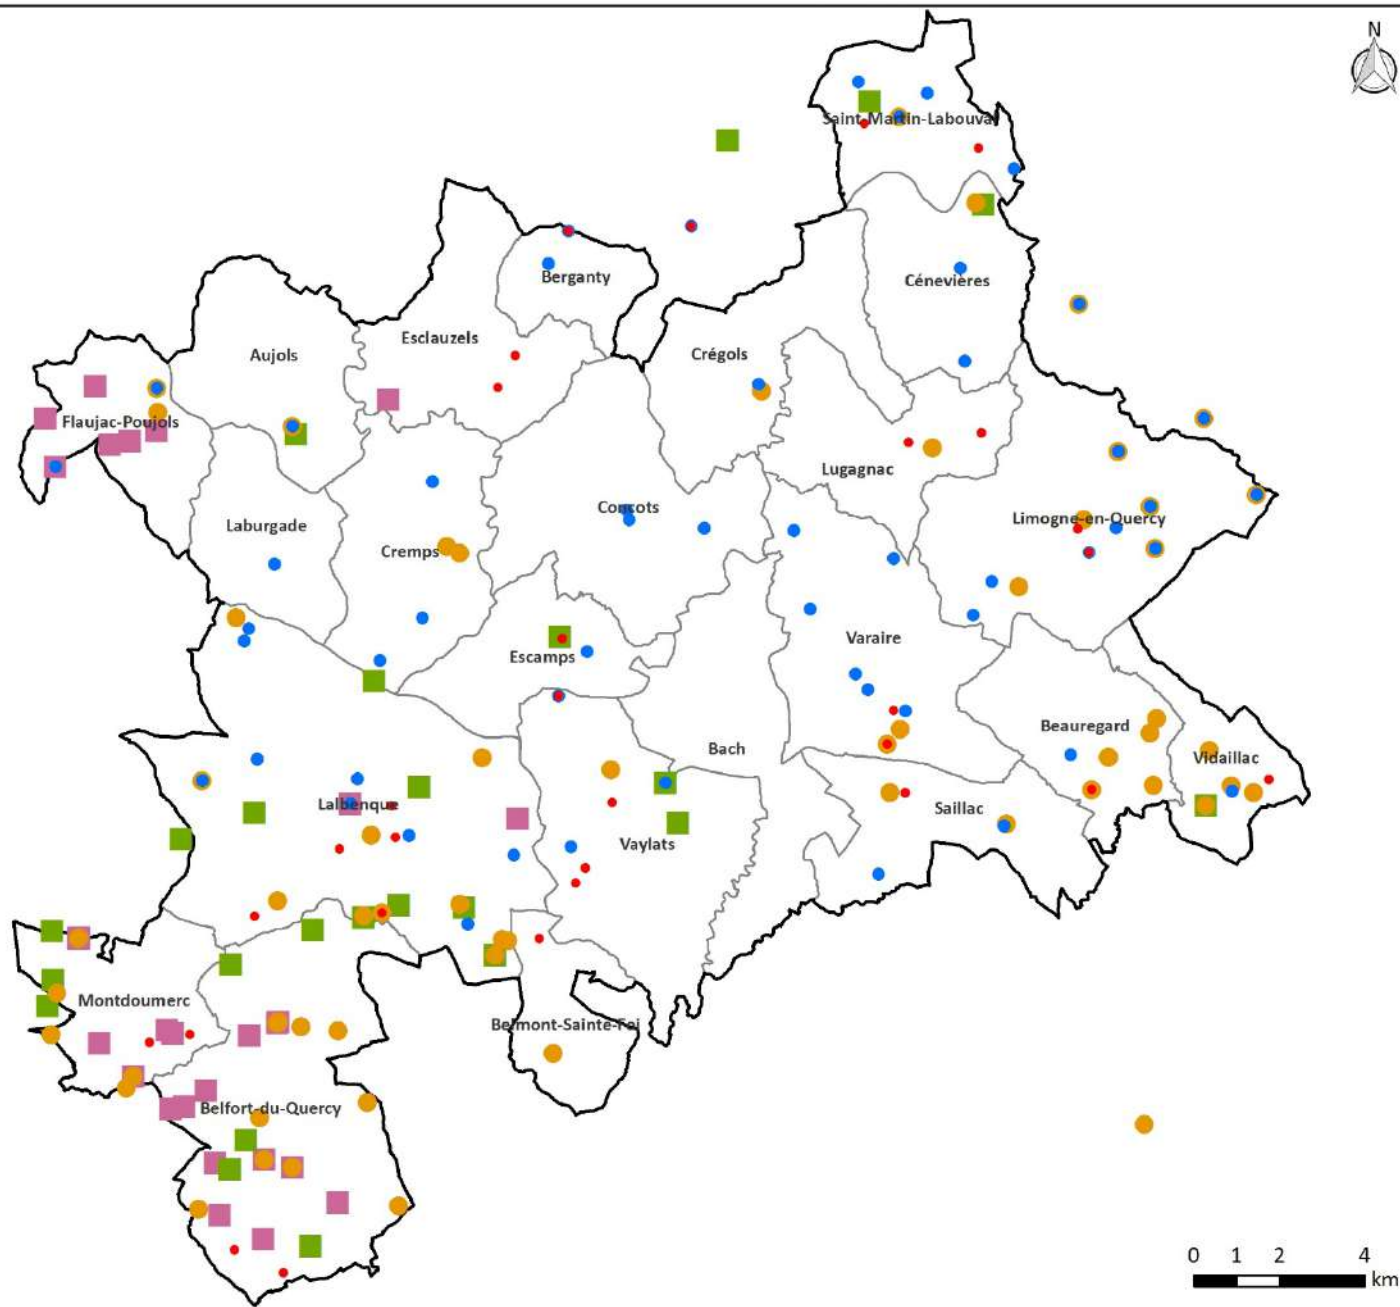 N
Saint-Martin-Labouval
Berganty
Cénevières
Esclauzels
Aujols
Crégols
Flaujac-Poujols
Lugagnac
Concots
Limogne-en-Quercy
Laburgade
Cremps
Varaire
Escamps
Beauregard
Bach
Vidaillac
Lalbenque
Saillac
Vaylats
Montdoumerc
Belmont-Sainte-Foi
Belfort-du-Quercy
0 1 2 4
km